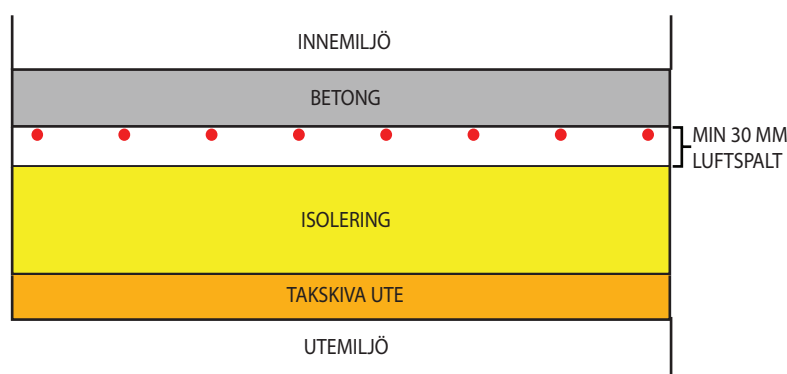 INNEMILJÖ
BETONG
MIN 30 MM
LUFTSPALT
ISOLERING
TAKSKIVA UTE
UTEMILJÖ